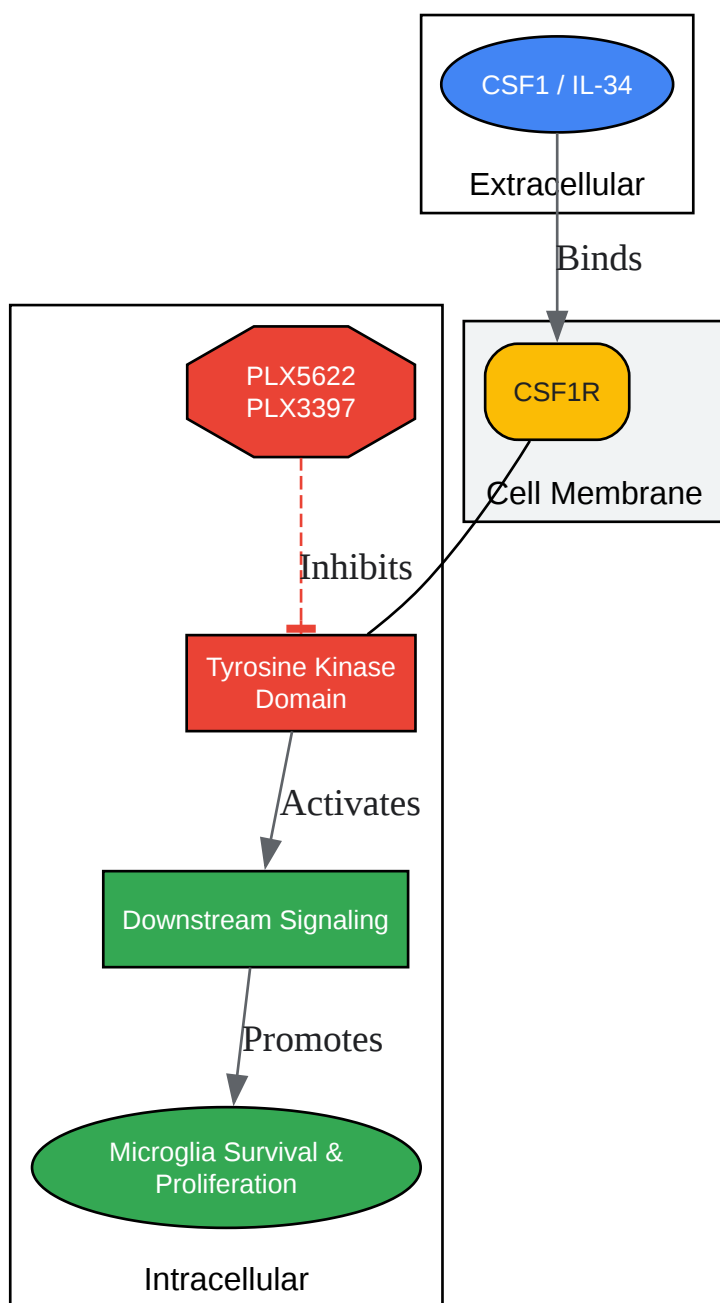 CSF1 / IL-34
Extracellular
Binds
PLX5622
PLX3397
CSF1R
Cell Membrane
Inhibits
Tyrosine Kinase
Domain
Activates
Downstream Signaling
Promotes
Microglia Survival &
Proliferation
Intracellular